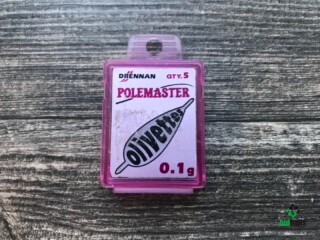 DRENNAN QTY.5
POLEMASTER
olivettes
0.1g